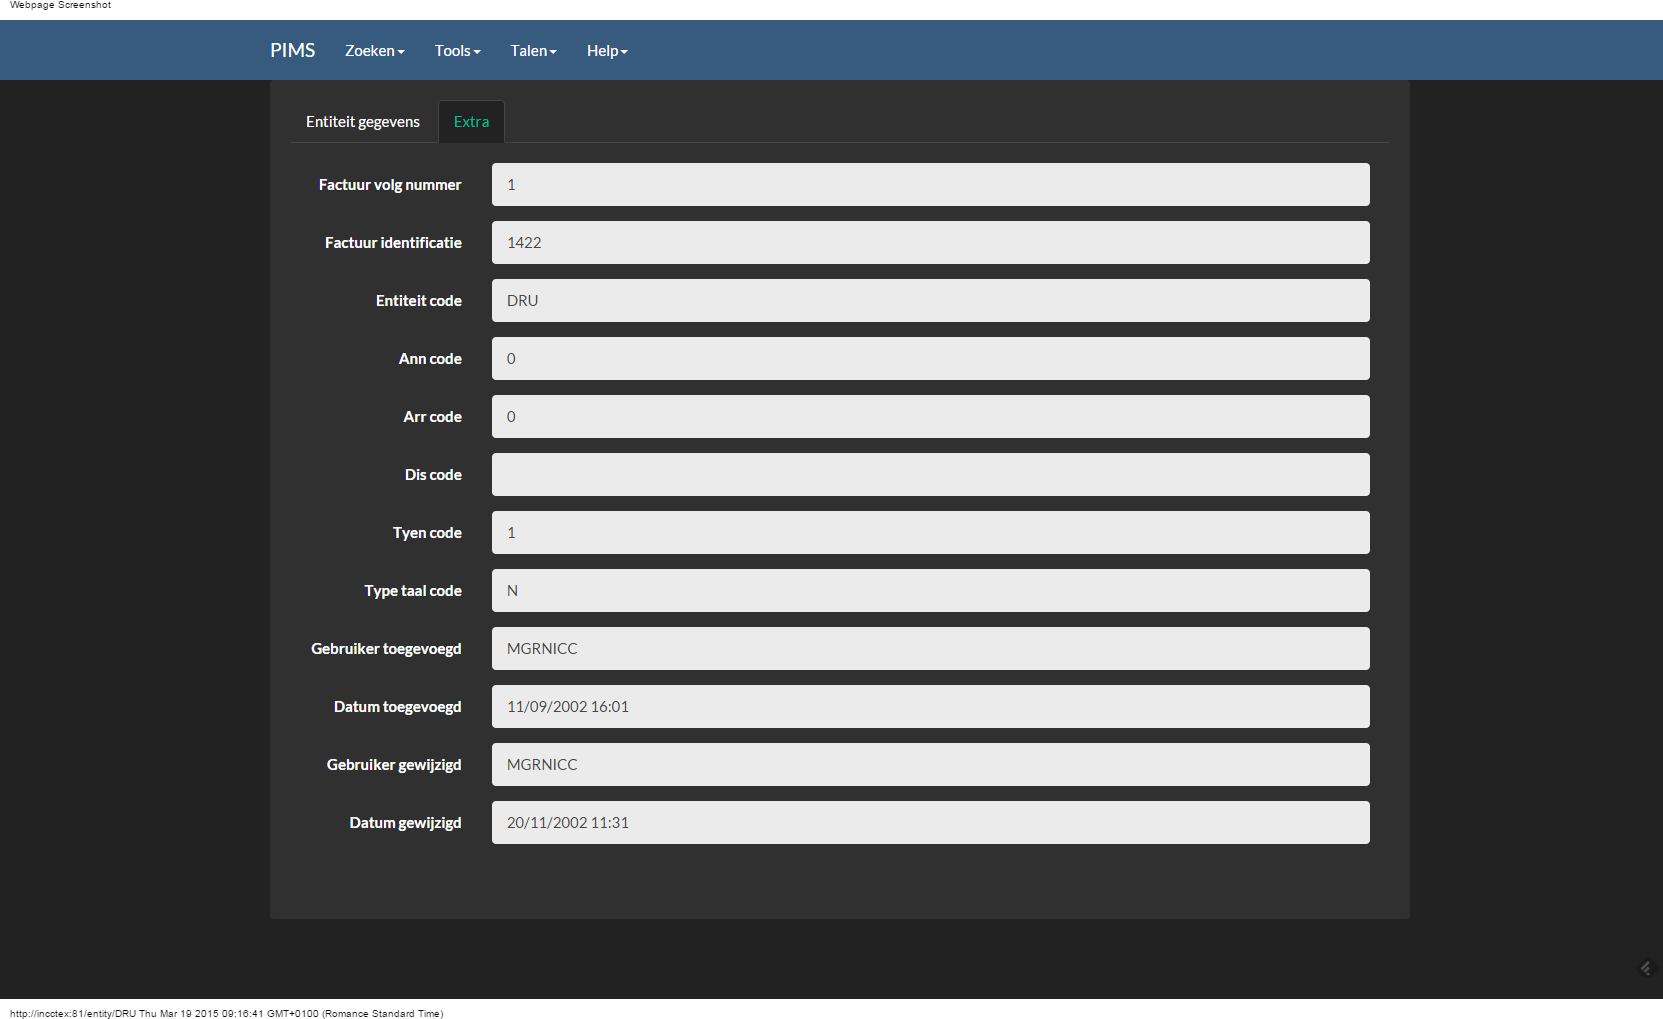 Webpage Screenshot
PIMS Zoeken Tools Talen Help
Entiteit gegevens Extra
Factuur volg nummer 1
Factuur identificatie 1422
Entiteit code DRU
Ann code 0
Arr code 0
Dis code
Tyen code 1
Type taal code N
Gebruiker toegevoegd MGRNICC
Datum toegevoegd 11/09/2002 16:01
Gebruiker gewijzigd MGRNICC
Datum gewijzigd 20/11/2002 11:31
http://incctex:81/entity/DRU Thu Mar 19 2015 09:16:41 GMT+0100 (Romance Standard Time)